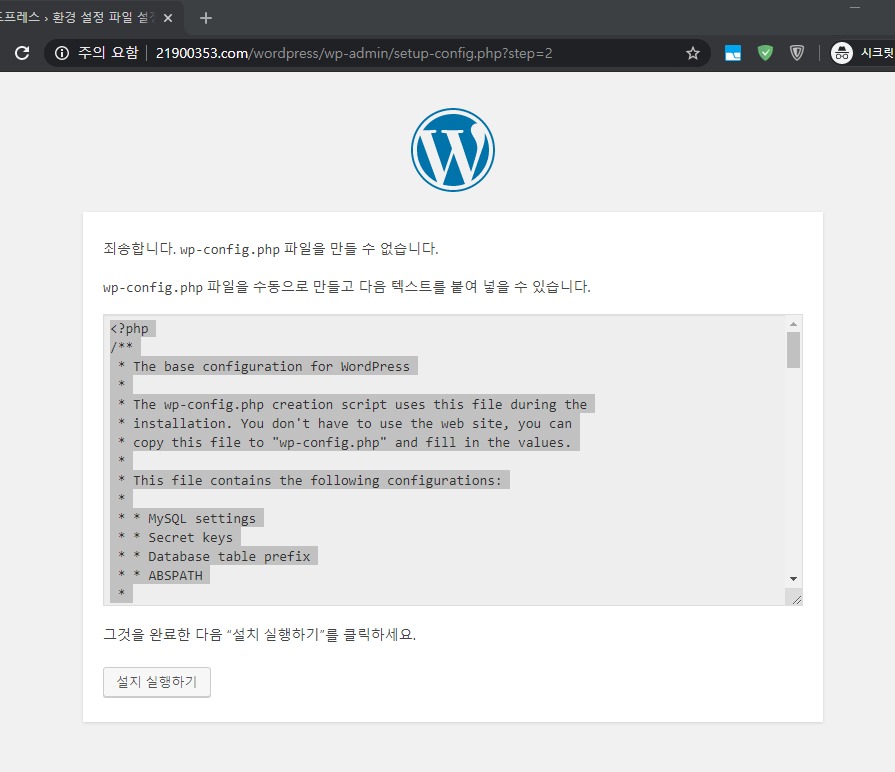 드프레스 › 환경 설정 파일 설정
주의 요함 21900353.com/wordpress/wp-admin/setup-config.php?step=2
시크릿
죄송합니다. wp-config.php 파일을 만들 수 없습니다.
wp-config.php 파일을 수동으로 만들고 다음 텍스트를 붙여 넣을 수 있습니다.
<?php
/**
* The base configuration for WordPress
*
* The wp-config.php creation script uses this file during the
* installation. You don't have to use the web site, you can
* copy this file to "wp-config.php" and fill in the values.
*
* This file contains the following configurations:
*
* * MySQL settings
* * Secret keys
* * Database table prefix
* * ABSPATH
*
그것을 완료한 다음 “설치 실행하기”를 클릭하세요.
설치 실행하기